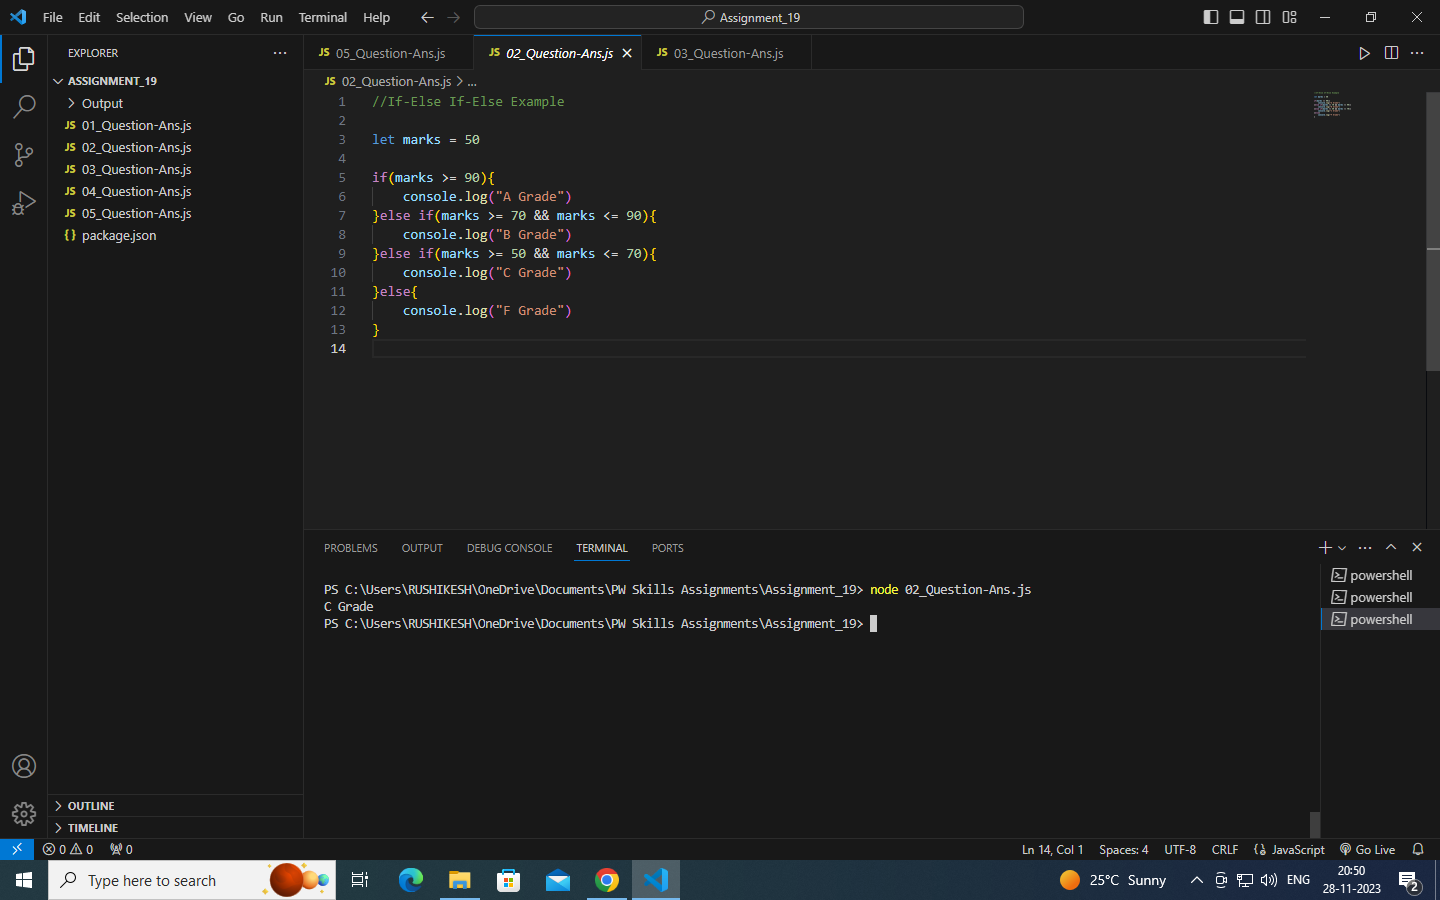 File Edit Selection View Go Run Terminal Help Assignment_19
EXPLORER
ASSIGNMENT_19
Output
JS 01_Question-Ans.js
JS 02_Question-Ans.js
JS 03_Question-Ans.js
JS 04_Question-Ans.js
JS 05_Question-Ans.js
{} package.json
OUTLINE
TIMELINE
JS 05_Question-Ans.js JS 02_Question-Ans.js JS 03_Question-Ans.js
JS 02_Question-Ans.js > ...
1 //If-Else If-Else Example
2
3 let marks = 50
4
5 if(marks >= 90){
6 console.log("A Grade")
7 }else if(marks >= 70 && marks <= 90){
8 console.log("B Grade")
9 }else if(marks >= 50 && marks <= 70){
10 console.log("C Grade")
11 }else{
12 console.log("F Grade")
13 }
14
PROBLEMS OUTPUT DEBUG CONSOLE TERMINAL PORTS
PS C:\Users\RUSHIKESH\OneDrive\Documents\PW Skills Assignments\Assignment_19> node 02_Question-Ans.js
C Grade
PS C:\Users\RUSHIKESH\OneDrive\Documents\PW Skills Assignments\Assignment_19>
powershell
powershell
powershell
0 0 0 Ln 14, Col 1 Spaces: 4 UTF-8 CRLF {} JavaScript Go Live
Type here to search 25°C Sunny ENG 20:50
28-11-2023 2